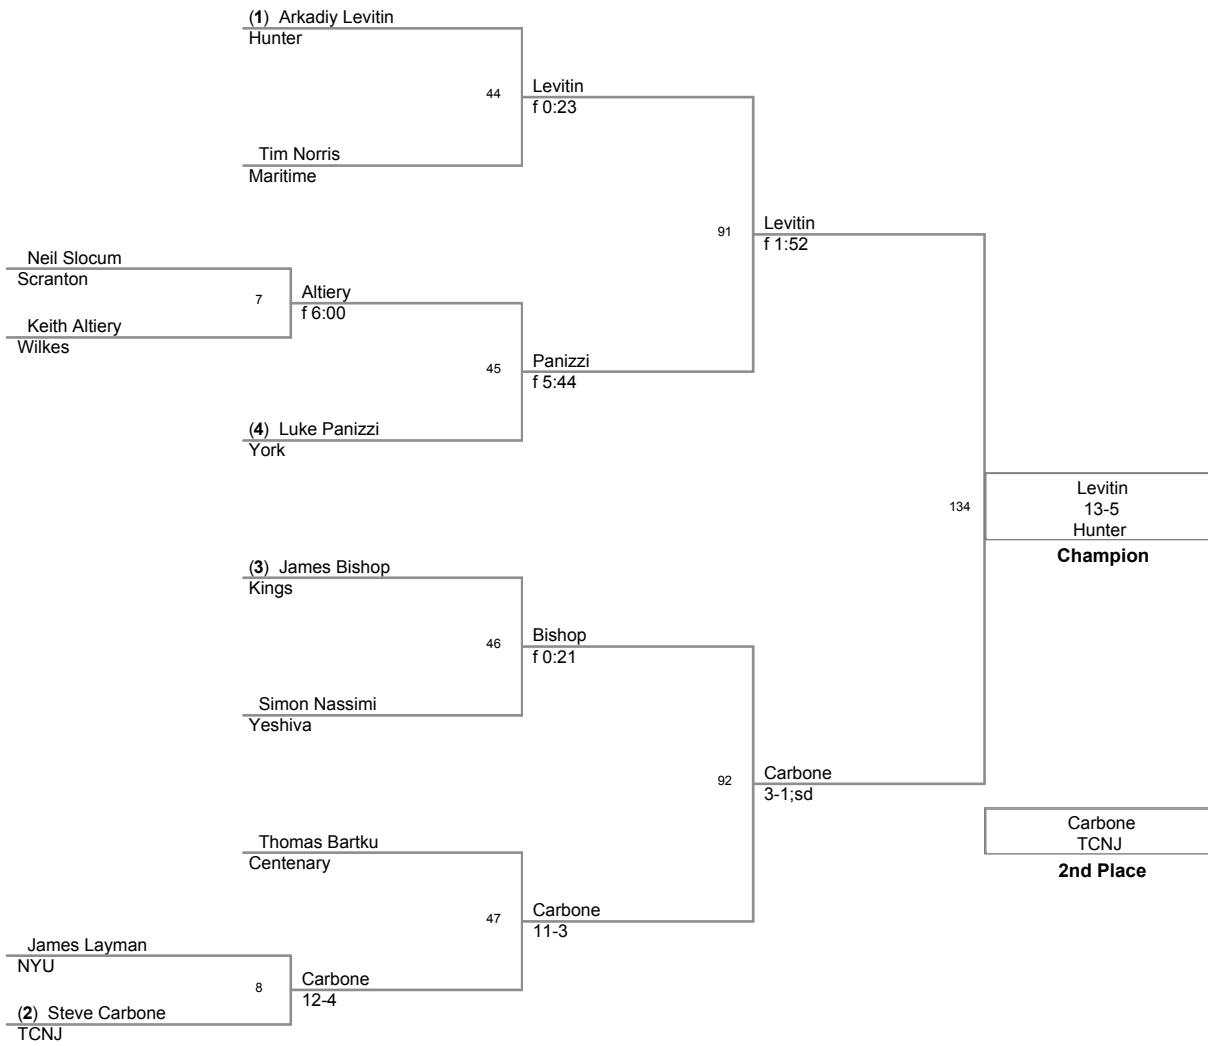 (1) Arkadiy Levitin
Hunter
44
Levitin
f 0:23
Tim Norris
Maritime
91
Levitin
f 1:52
Neil Slocum
Scranton
7
Altiery
f 6:00
Keith Altiery
Wilkes
45
Panizzi
f 5:44
(4) Luke Panizzi
York
134
Levitin
13-5
Hunter
Champion
(3) James Bishop
Kings
46
Bishop
f 0:21
Simon Nassimi
Yeshiva
92
Carbone
3-1;sd
Carbone
TCNJ
2nd Place
Thomas Bartku
Centenary
47
Carbone
11-3
James Layman
NYU
8
Carbone
12-4
(2) Steve Carbone
TCNJ